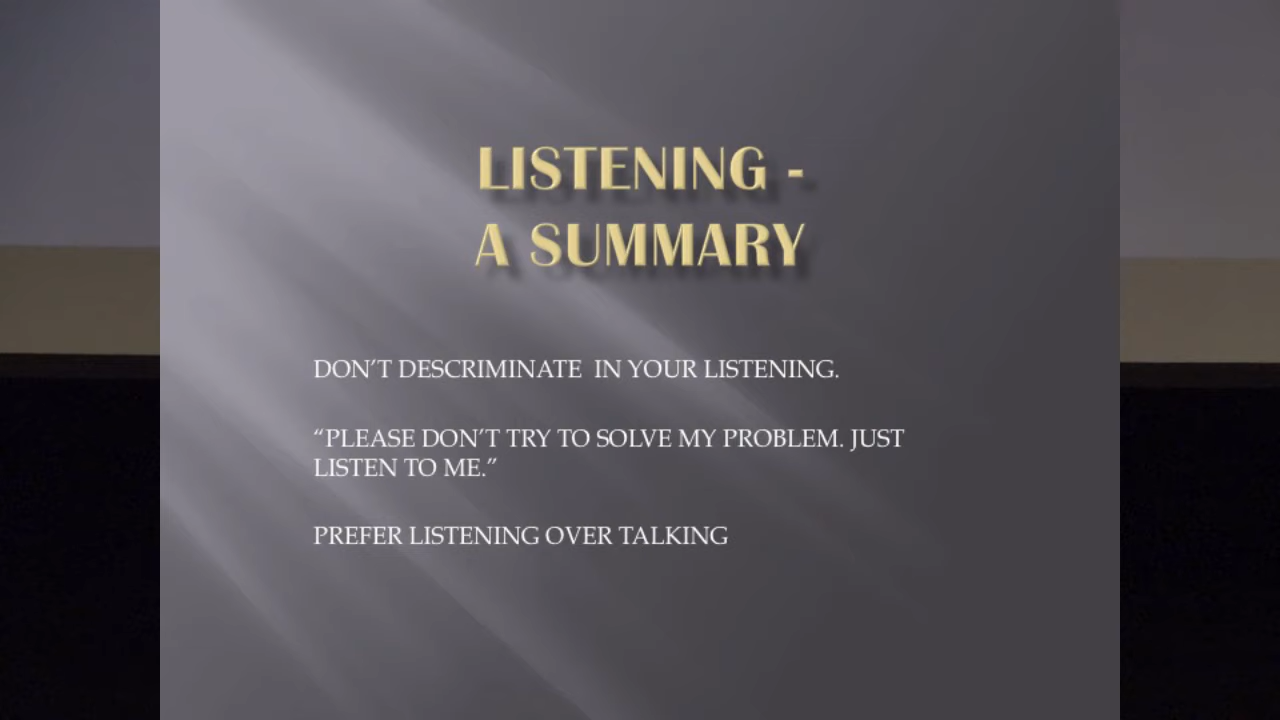 LISTENING -
A SUMMARY
DON’T DESCRIMINATE  IN YOUR LISTENING.
“PLEASE DON’T TRY TO SOLVE MY PROBLEM. JUST
LISTEN TO ME.”
PREFER LISTENING OVER TALKING